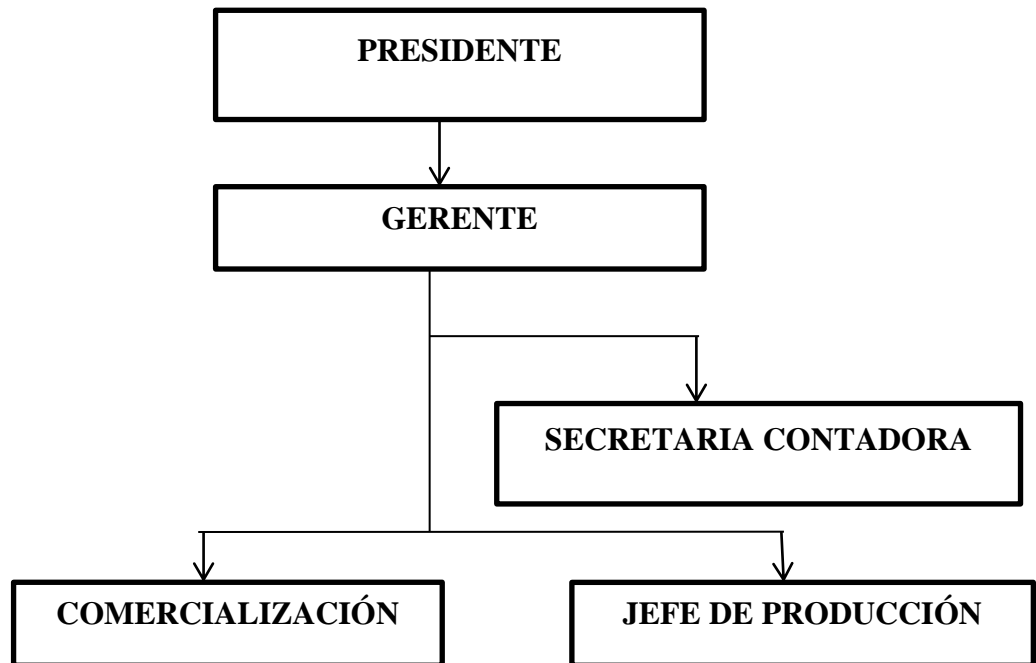 PRESIDENTE
GERENTE
SECRETARIA CONTADORA
COMERCIALIZACIÓN
JEFE DE PRODUCCIÓN